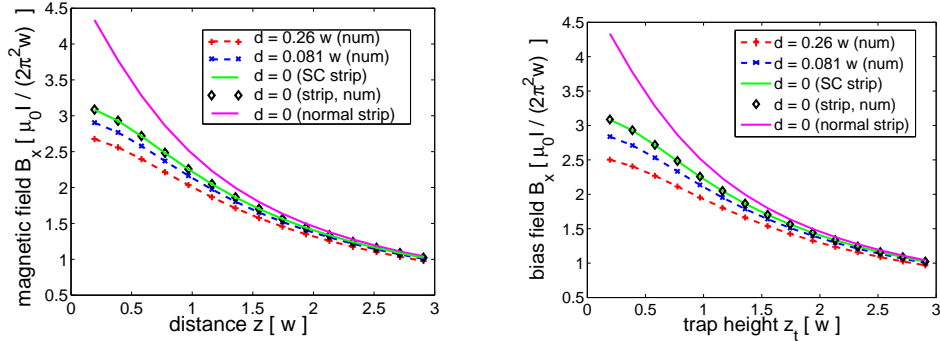 magnetic field B_x [ μ_0I / (2π^2w) ]
4.5
4
3.5
3
2.5
2
1.5
1
0.5
d = 0.26 w (num)
d = 0.081 w (num)
d = 0 (SC strip)
d = 0 (strip, num)
d = 0 (normal strip)
0 0.5 1 1.5 2 2.5 3
distance z [ w ]
bias field B_x [ μ_0I / (2π^2w) ]
4.5
4
3.5
3
2.5
2
1.5
1
0.5
d = 0.26 w (num)
d = 0.081 w (num)
d = 0 (SC strip)
d = 0 (strip, num)
d = 0 (normal strip)
0 0.5 1 1.5 2 2.5 3
trap height z_t [ w ]